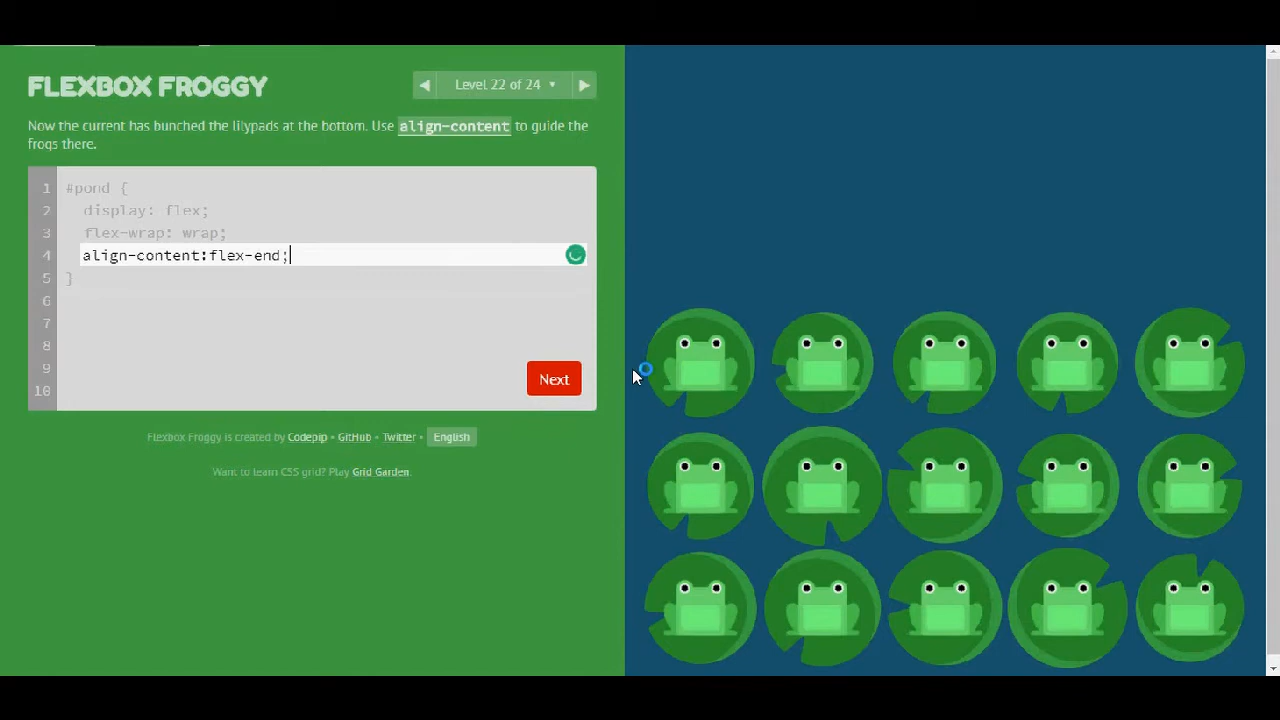 FLEXBOX FROGGY
◀ Level 22 of 24 ▼ ▶
Now the current has bunched the lilypads at the bottom. Use align-content to guide the
frogs there.
1 #pond {
2 display: flex;
3 flex-wrap: wrap;
4 align-content:flex-end;
5 }
6
7
8
9
10
Next
Flexbox Froggy is created by Codepip • GitHub • Twitter • English
Want to learn CSS grid? Play Grid Garden.